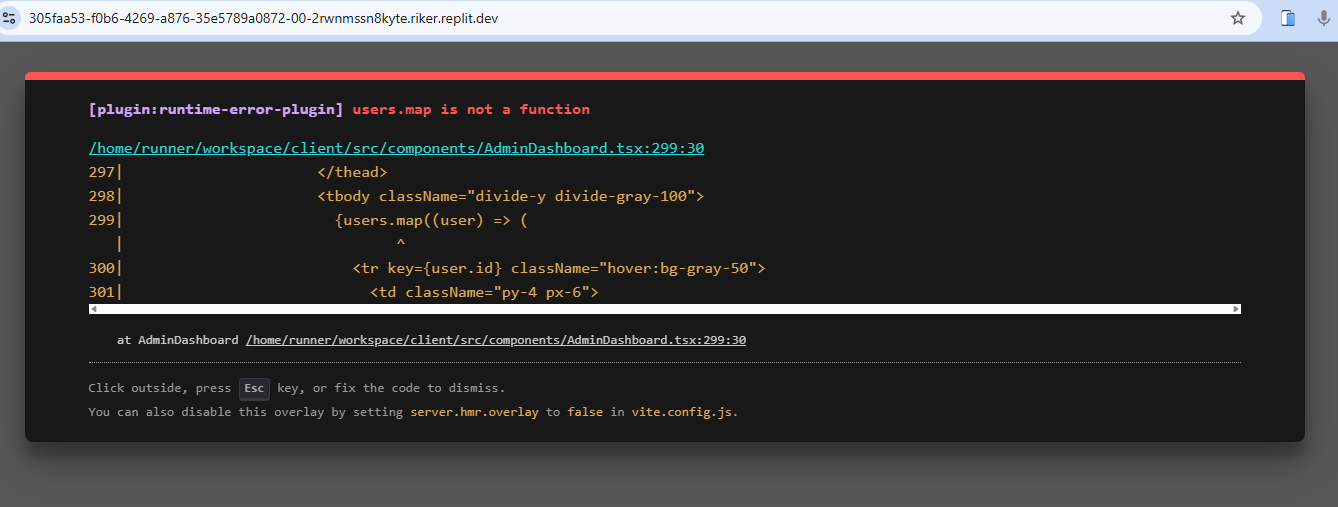 305faa53-f0b6-4269-a876-35e5789a0872-00-2rwnmssn8kyte.riker.replit.dev
[plugin:runtime-error-plugin] users.map is not a function
/home/runner/workspace/client/src/components/AdminDashboard.tsx:299:30
297|                      </thead>
298|                      <tbody className="divide-y divide-gray-100">
299|                        {users.map((user) => (
   |                               ^
300|                          <tr key={user.id} className="hover:bg-gray-50">
301|                            <td className="py-4 px-6">
at AdminDashboard /home/runner/workspace/client/src/components/AdminDashboard.tsx:299:30
Click outside, press Esc key, or fix the code to dismiss.
You can also disable this overlay by setting server.hmr.overlay to false in vite.config.js.